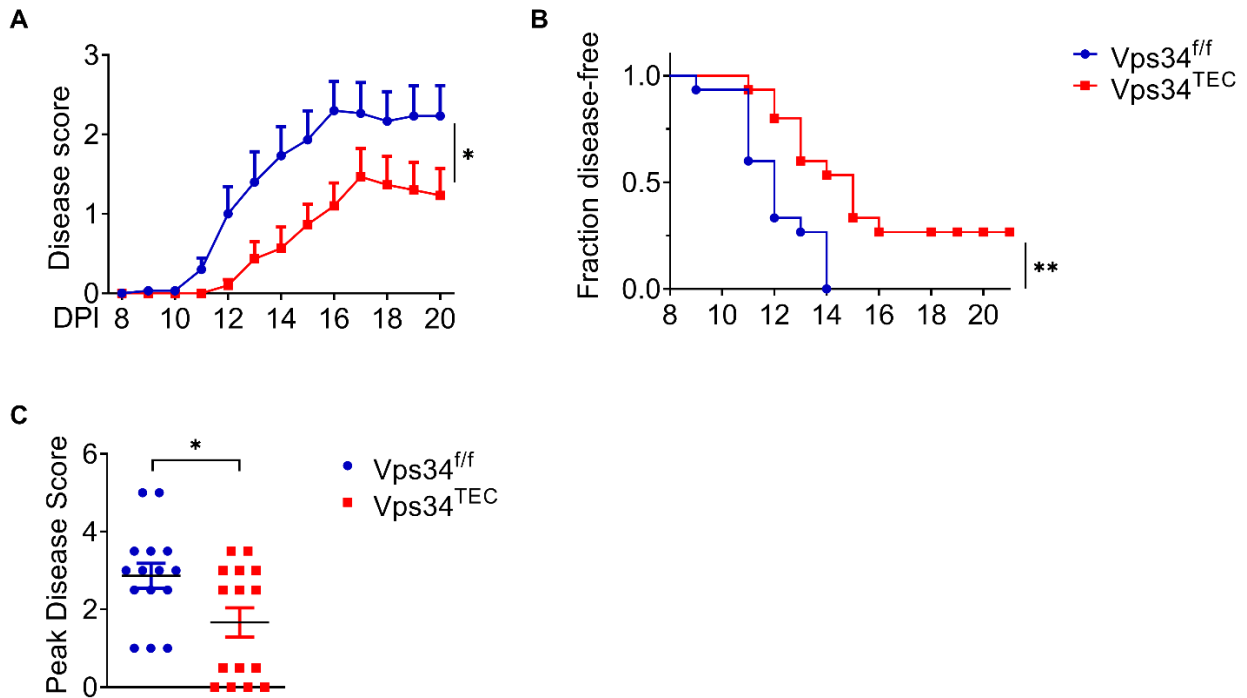 A
Disease score
3
2
1
0
DPI 8 10 12 14 16 18 20
*
B
Fraction disease-free
1.0
0.5
0.0
8 10 12 14 16 18 20
**
Vps34^f/f
Vps34^TEC
C
Peak Disease Score
6
4
2
0
*
Vps34^f/f
Vps34^TEC